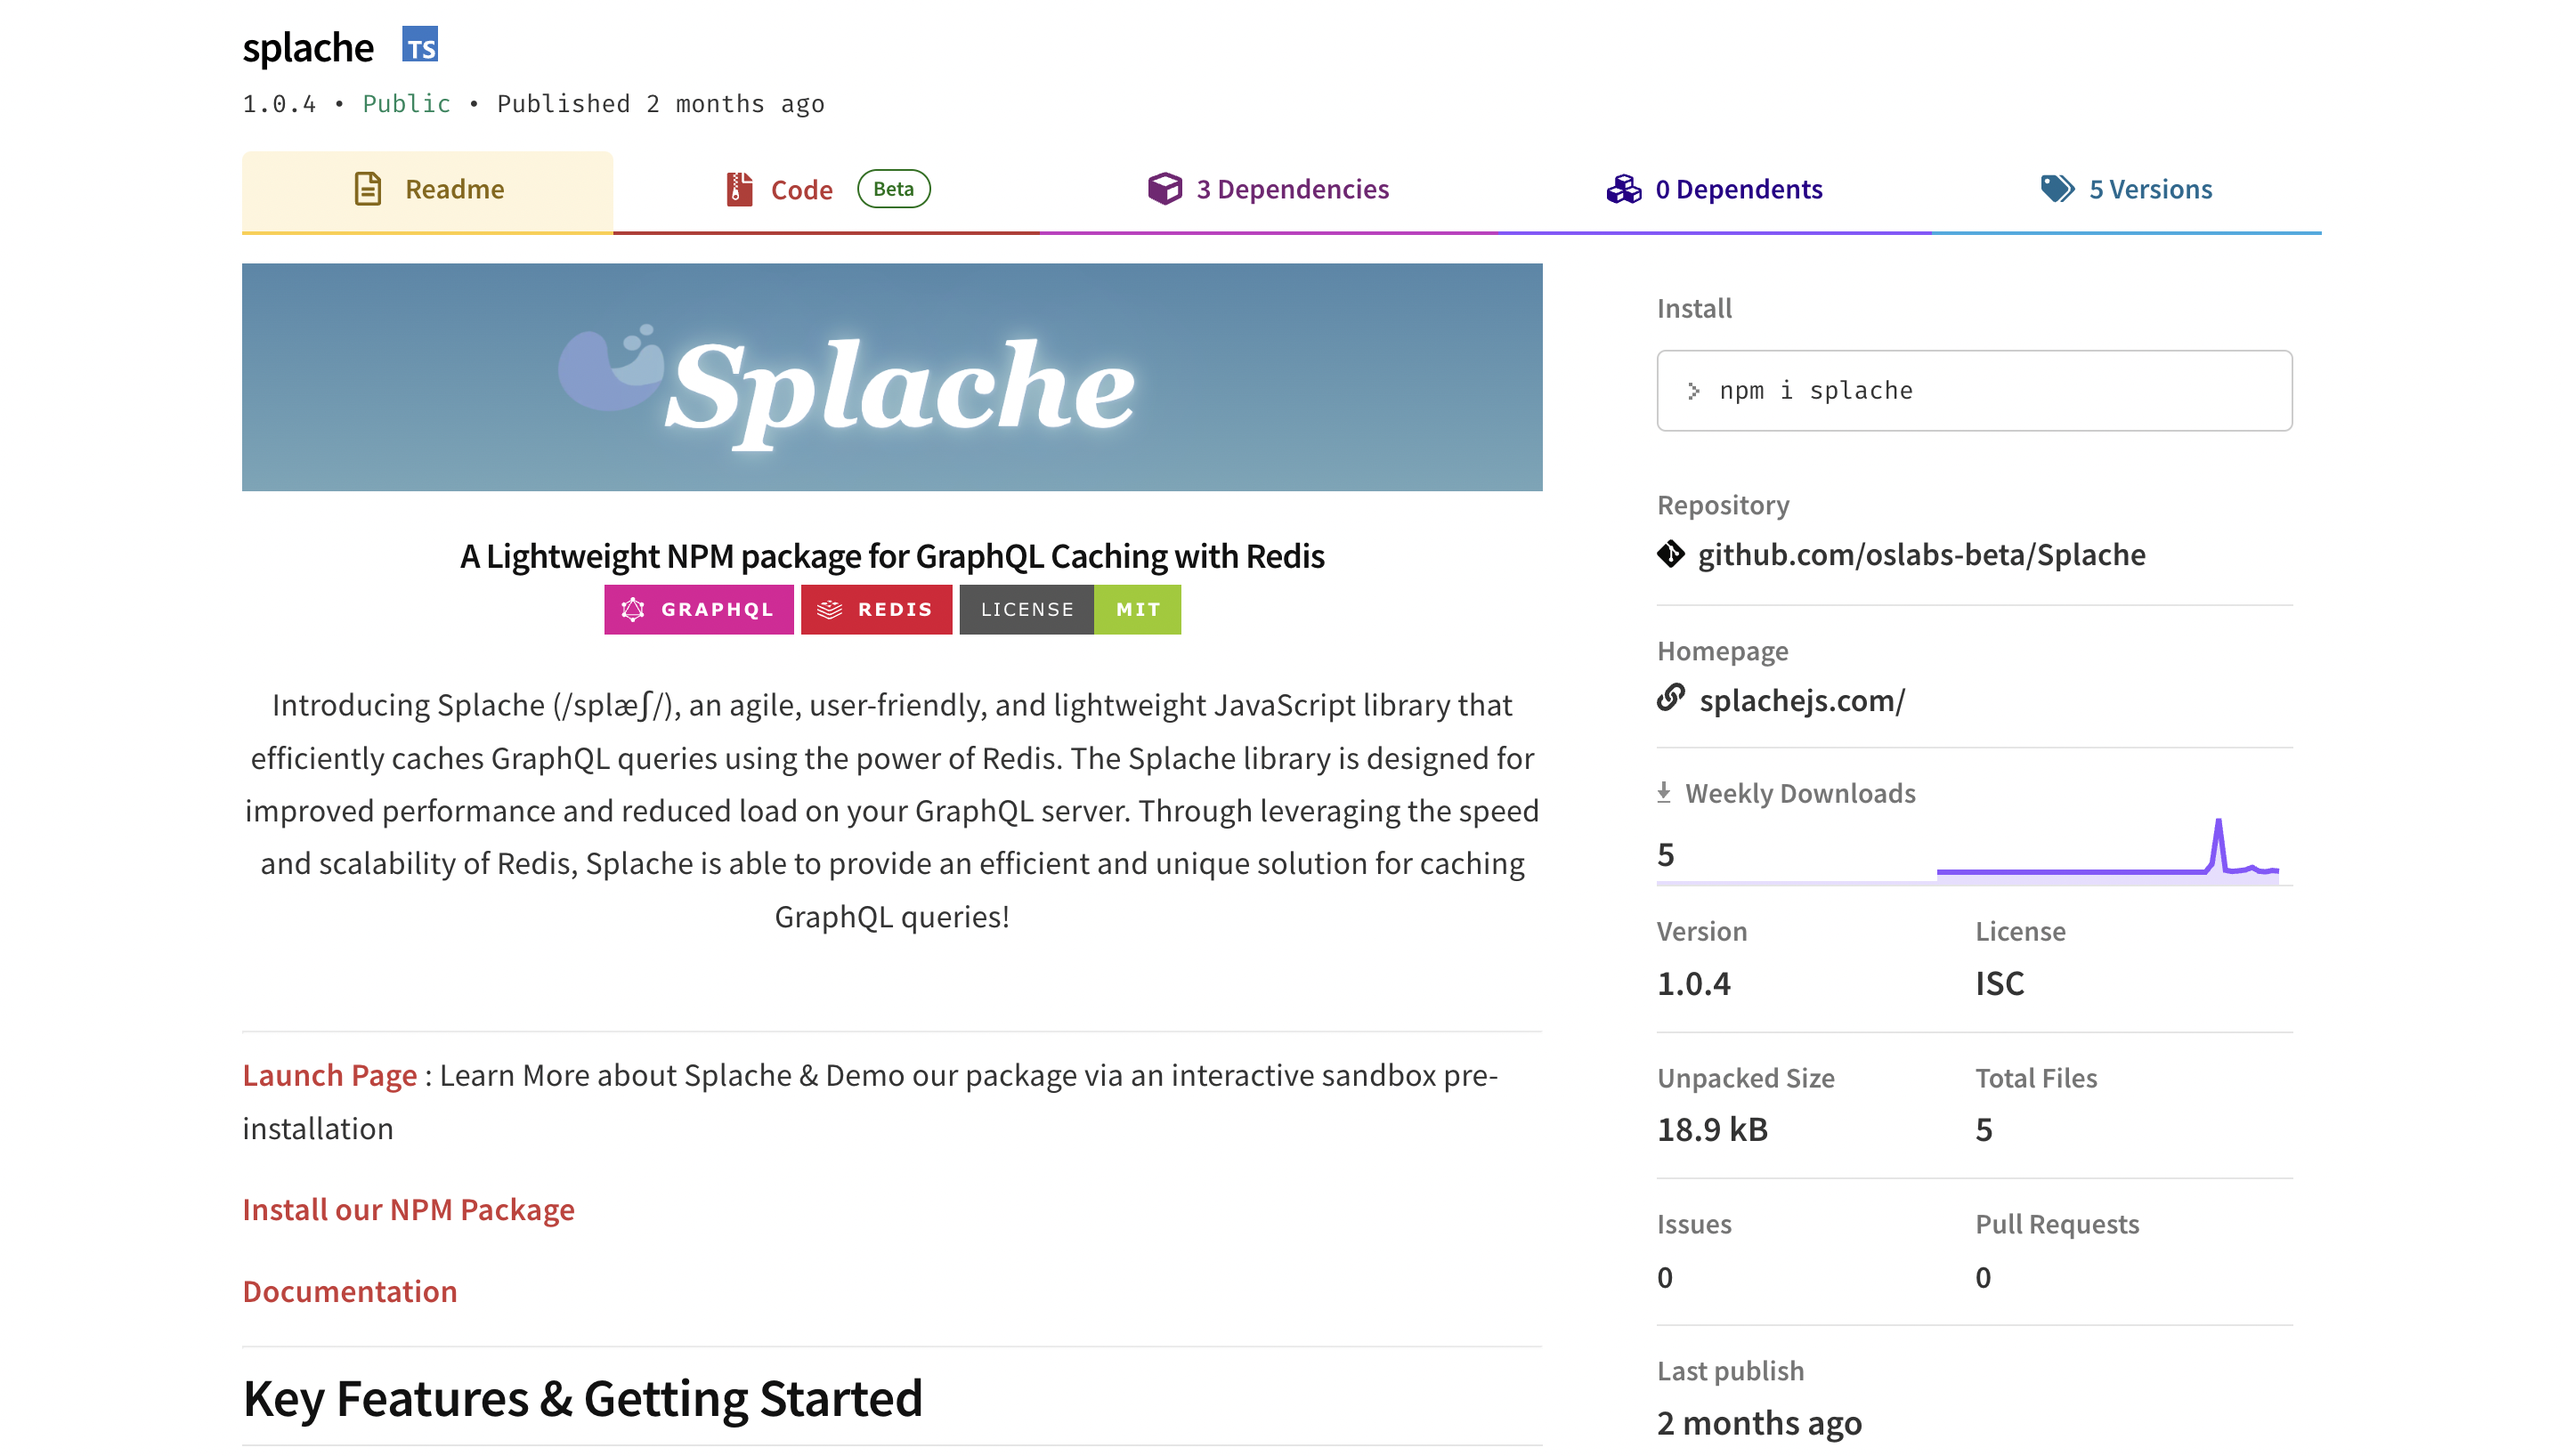 splache TS
1.0.4 • Public • Published 2 months ago
Readme
Code Beta
3 Dependencies
0 Dependents
5 Versions
Splache
A Lightweight NPM package for GraphQL Caching with Redis
GRAPHQL REDIS LICENSE MIT
Introducing Splache (/splæʃ/), an agile, user-friendly, and lightweight JavaScript library that
efficiently caches GraphQL queries using the power of Redis. The Splache library is designed for
improved performance and reduced load on your GraphQL server. Through leveraging the speed
and scalability of Redis, Splache is able to provide an efficient and unique solution for caching
GraphQL queries!
Launch Page : Learn More about Splache & Demo our package via an interactive sandbox pre-
installation
Install our NPM Package
Documentation
Key Features & Getting Started
Install
> npm i splache
Repository
github.com/oslabs-beta/Splache
Homepage
splachejs.com/
Weekly Downloads
5
Version License
1.0.4 ISC
Unpacked Size Total Files
18.9 kB 5
Issues Pull Requests
0 0
Last publish
2 months ago